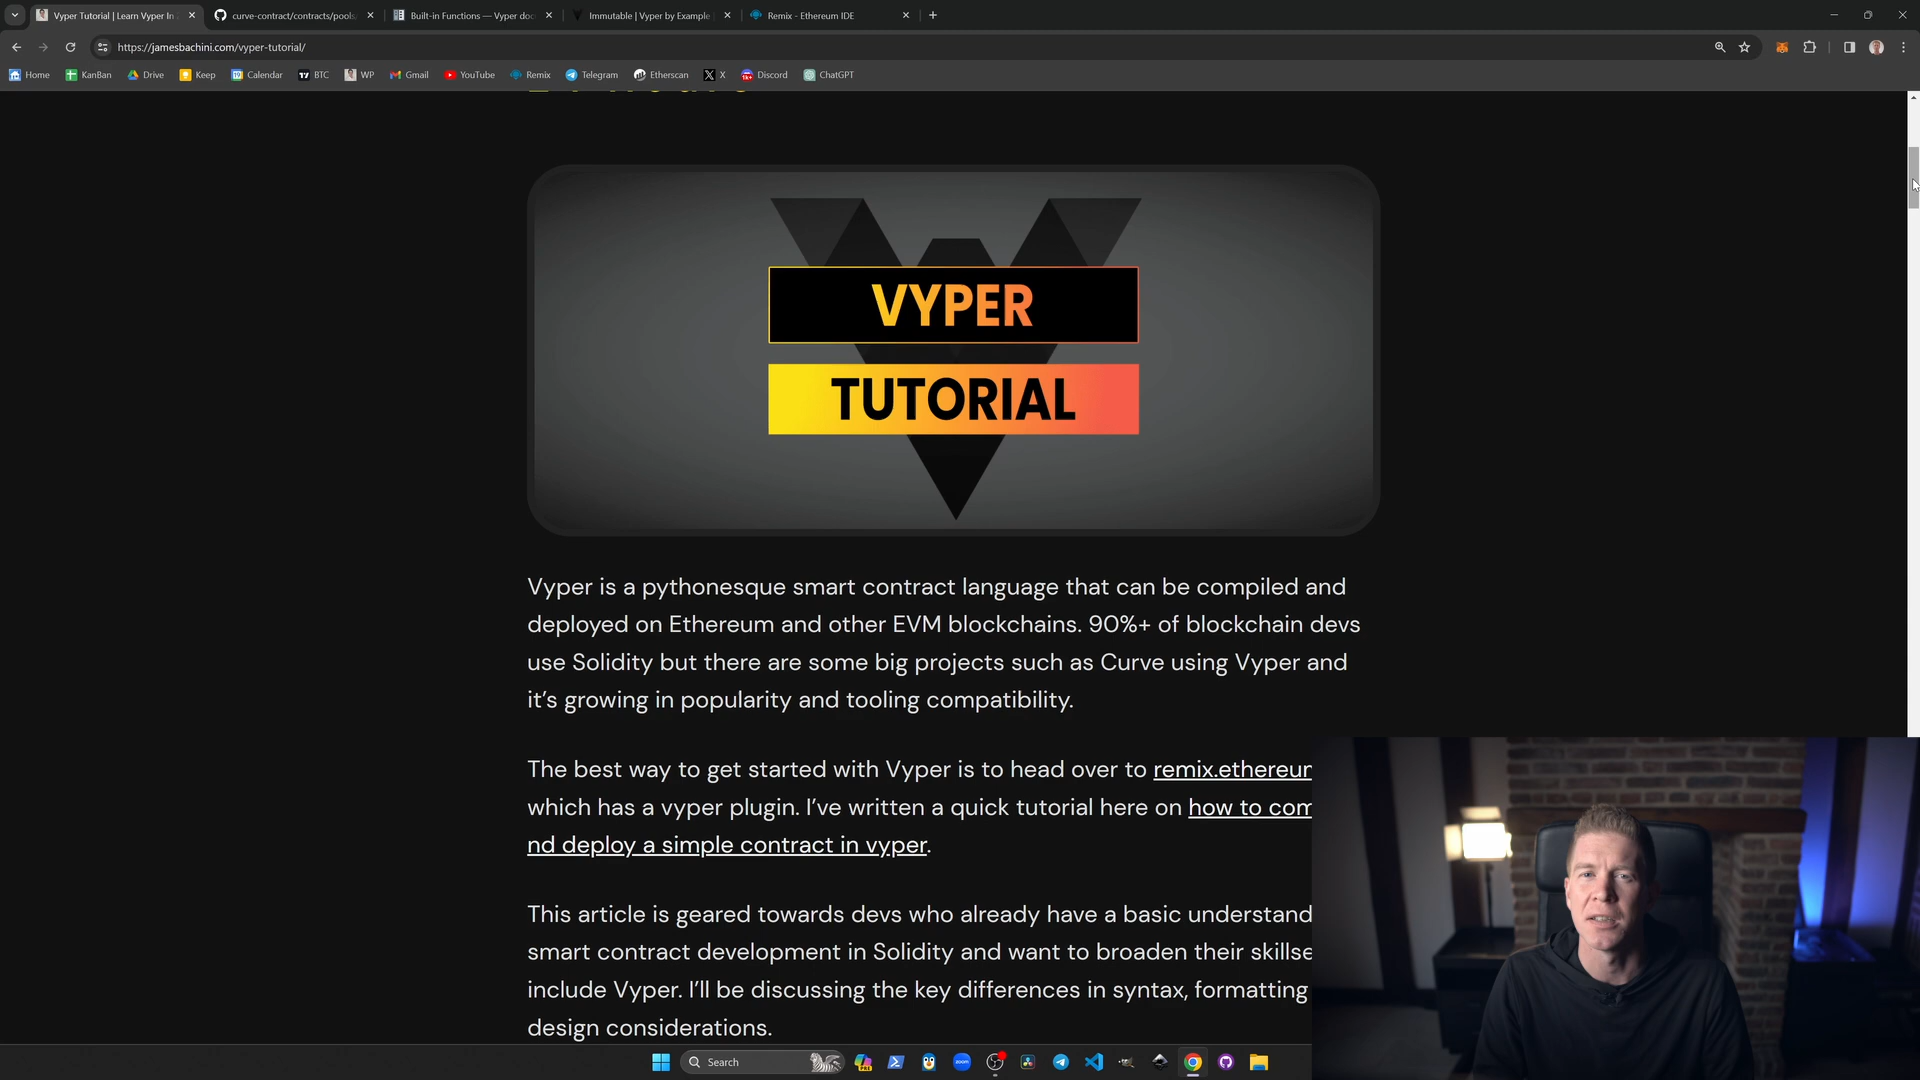 Vyper Tutorial | Learn Vyper In
curve-contract/contracts/pools
Built-in Functions — Vyper doc
Immutable | Vyper by Example
Remix - Ethereum IDE
https://jamesbachini.com/vyper-tutorial/
Home
KanBan
Drive
Keep
Calendar
BTC
WP
Gmail
YouTube
Remix
Telegram
Etherscan
X
Discord
ChatGPT
VYPER
TUTORIAL
Vyper is a pythonesque smart contract language that can be compiled and
deployed on Ethereum and other EVM blockchains. 90%+ of blockchain devs
use Solidity but there are some big projects such as Curve using Vyper and
it’s growing in popularity and tooling compatibility.
The best way to get started with Vyper is to head over to remix.ethereum
which has a vyper plugin. I’ve written a quick tutorial here on how to com
nd deploy a simple contract in vyper.
This article is geared towards devs who already have a basic understand
smart contract development in Solidity and want to broaden their skillse
include Vyper. I’ll be discussing the key differences in syntax, formatting
design considerations.
Search